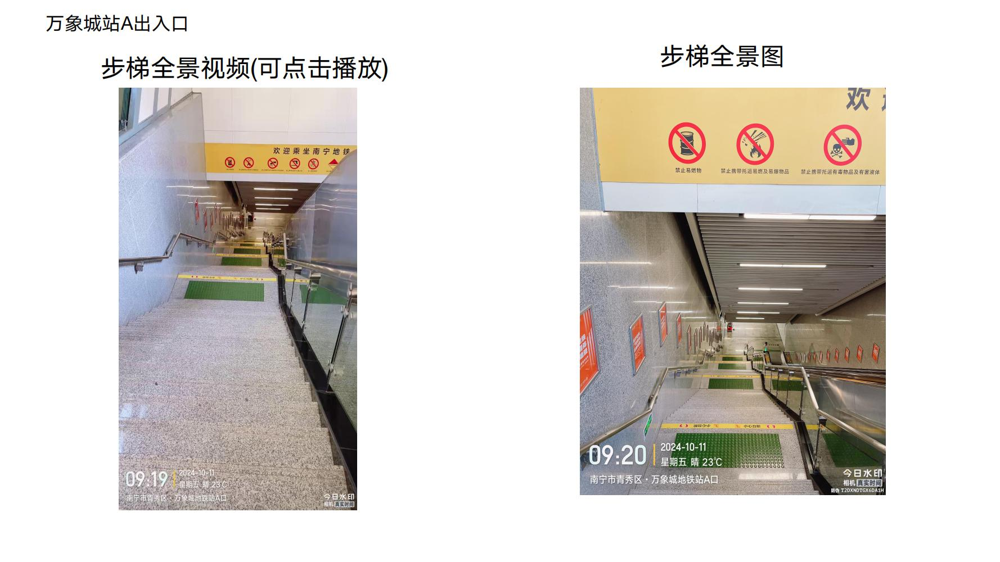 万象城站A出入口
步梯全景视频(可点击播放)
步梯全景图
欢迎乘坐南宁地铁
09:19
2024-10-11
星期五 晴 23℃
南宁市青秀区·万象城地铁站A口
今日水印
相机 真实时间
欢
禁止易燃物
禁止携带托运易燃及易爆物品
禁止携带托运有毒物品及有害液体
小心台阶
小心台阶
09:20
2024-10-11
星期五 晴 23℃
南宁市青秀区·万象城地铁站A口
今日水印
相机 真实时间
防伪 T2DXNDTGX6DA1H